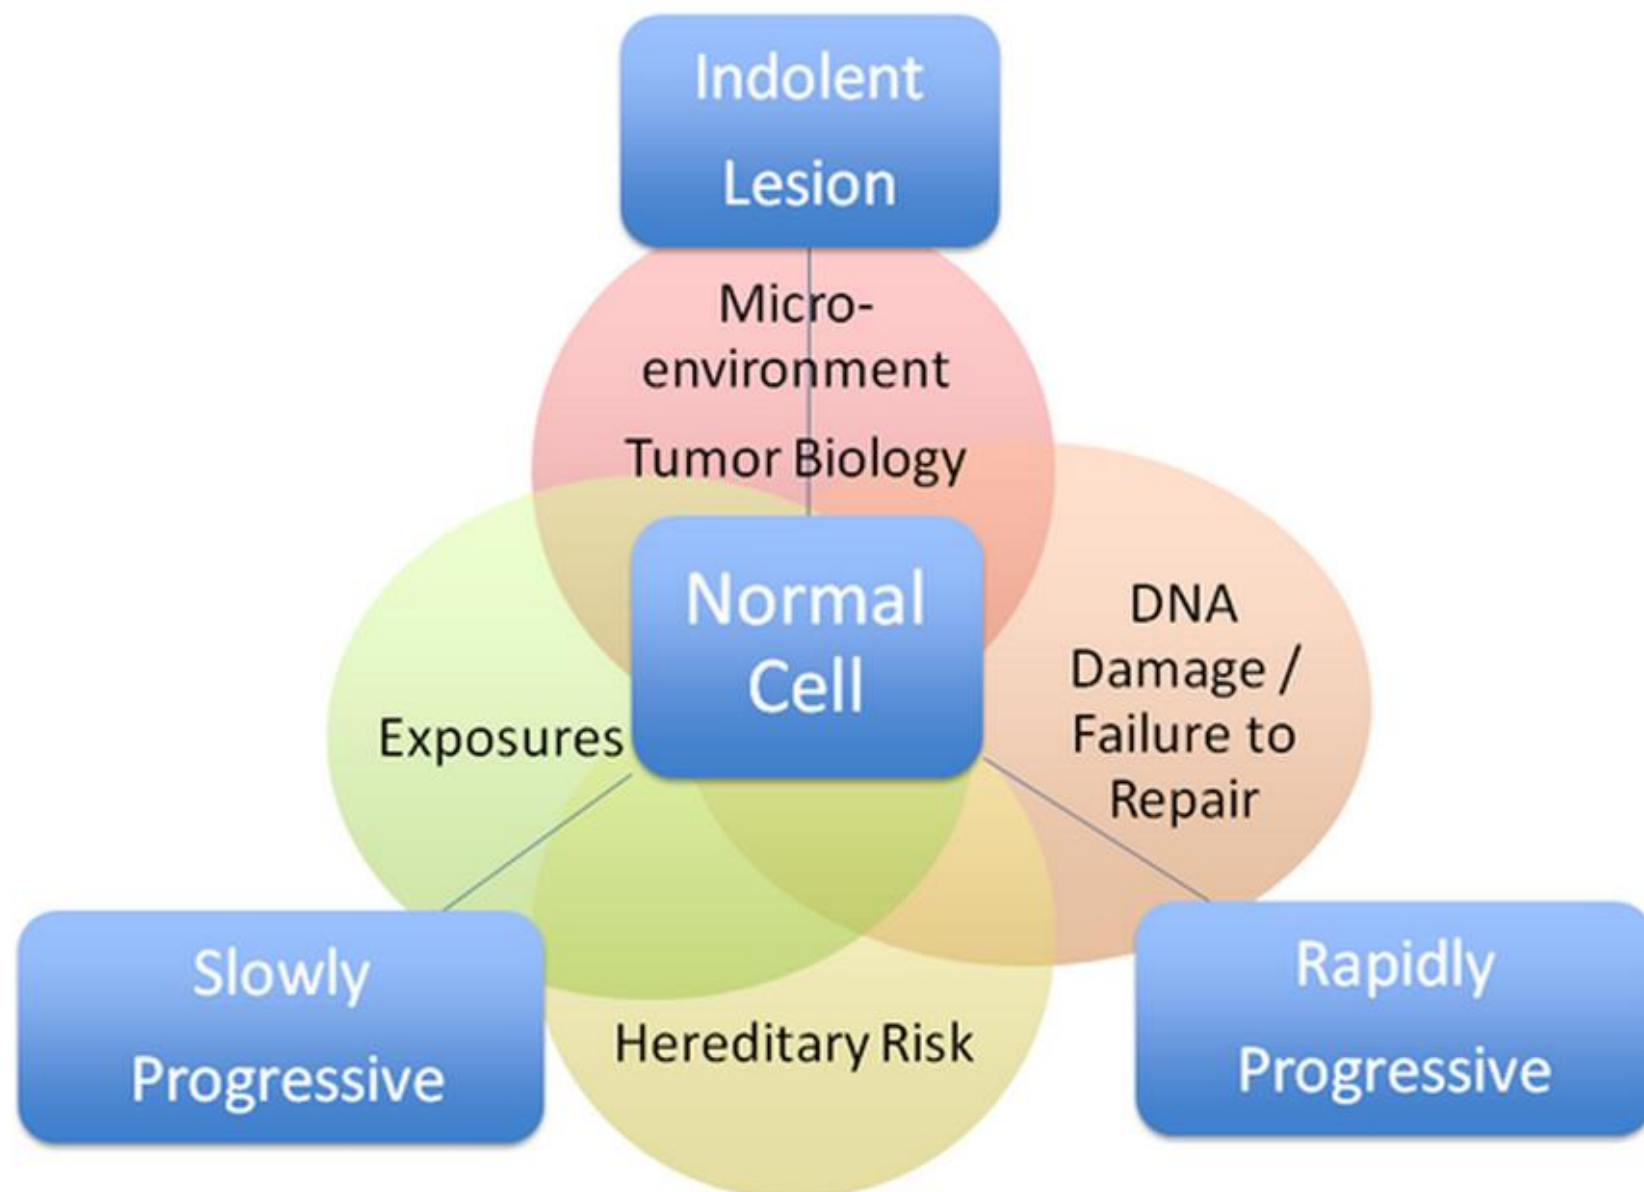 Indolent
Lesion
Micro-
environment
Tumor Biology
Normal
Cell
DNA
Damage /
Failure to
Repair
Exposures
Slowly
Progressive
Hereditary Risk
Rapidly
Progressive